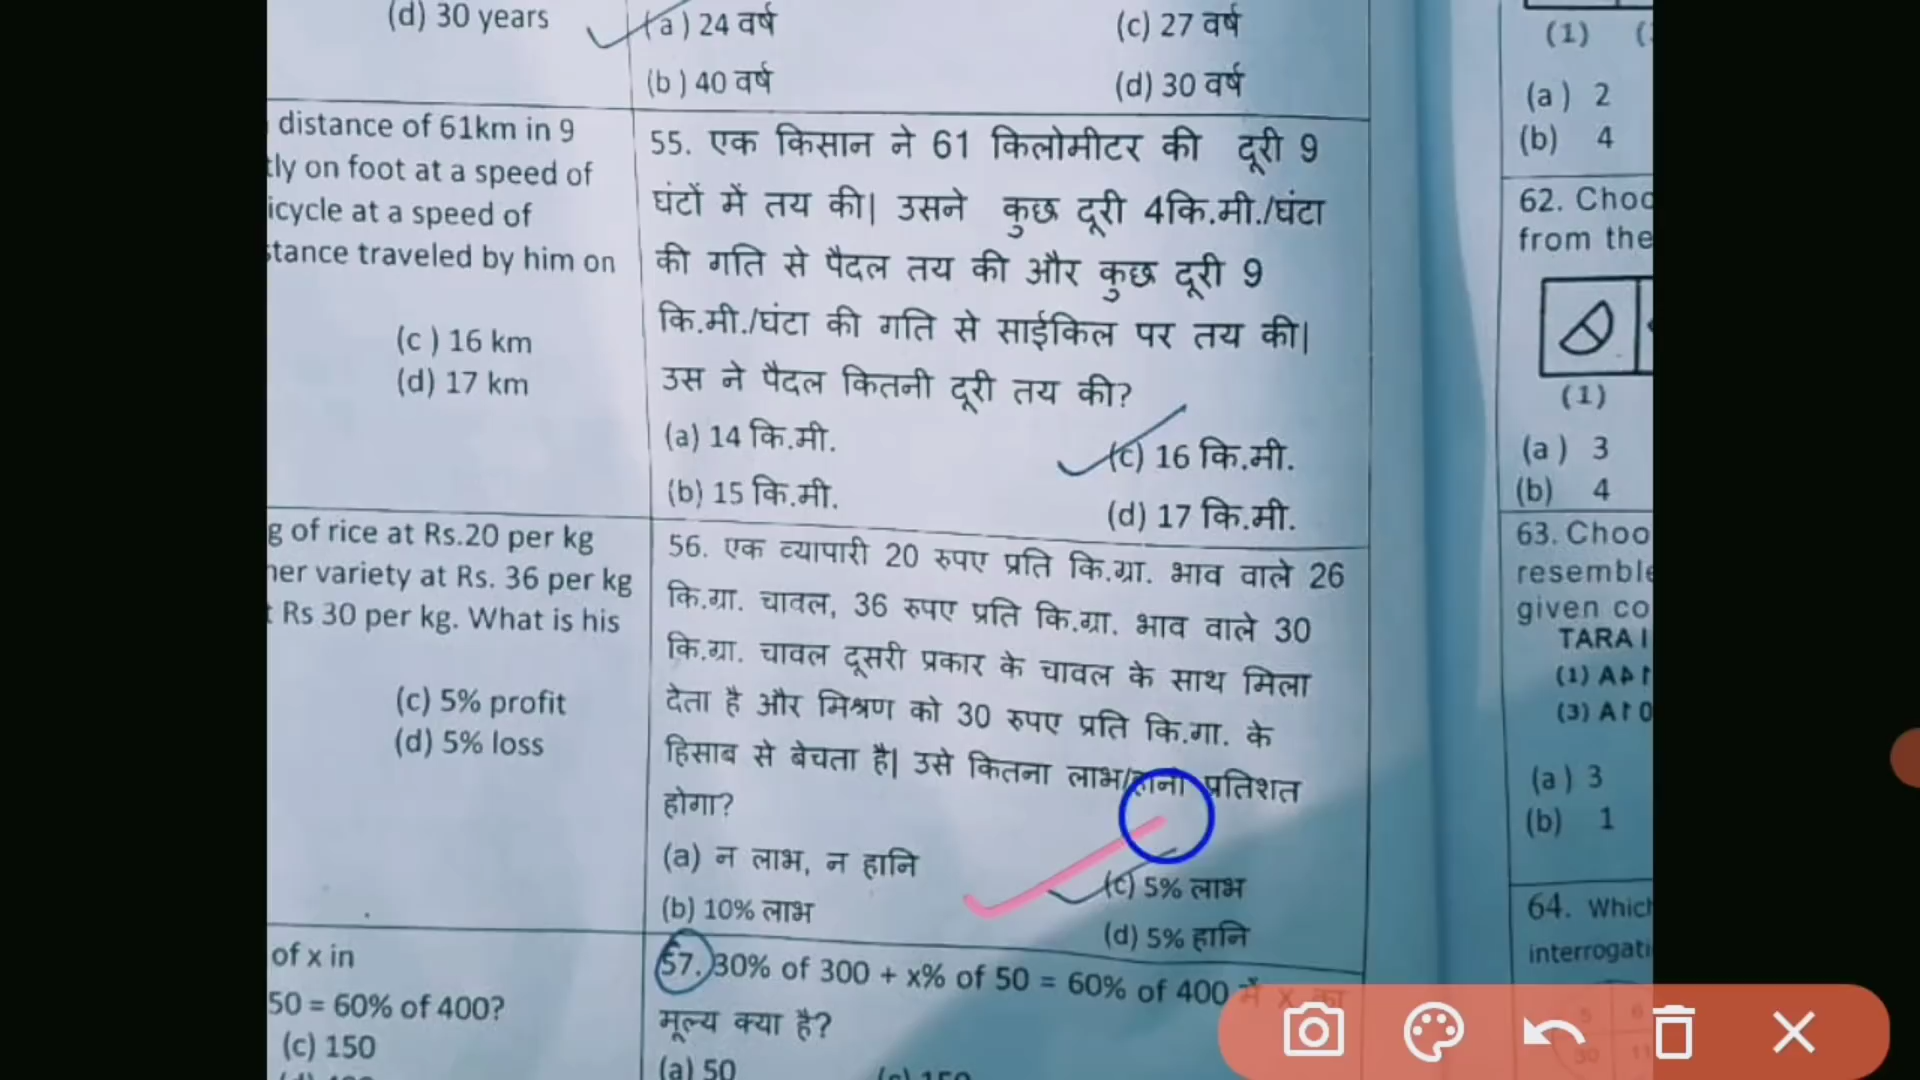 (d) 30 years
distance of 61km in 9
tly on foot at a speed of
icycle at a speed of
stance traveled by him on
(c ) 16 km
(d) 17 km
g of rice at Rs.20 per kg
her variety at Rs. 36 per kg
t Rs 30 per kg. What is his
(c) 5% profit
(d) 5% loss
of x in
50 = 60% of 400?
(c) 150
(a ) 24 वर्ष
(c) 27 वर्ष
(b ) 40 वर्ष
(d) 30 वर्ष
55. एक किसान ने 61 किलोमीटर की दूरी 9
घंटों में तय की| उसने कुछ दूरी 4कि.मी./घंटा
की गति से पैदल तय की और कुछ दूरी 9
कि.मी./घंटा की गति से साईकिल पर तय की|
उस ने पैदल कितनी दूरी तय की?
(a) 14 कि.मी.
(c) 16 कि.मी.
(b) 15 कि.मी.
(d) 17 कि.मी.
56. एक व्यापारी 20 रुपए प्रति कि.ग्रा. भाव वाले 26
कि.ग्रा. चावल, 36 रुपए प्रति कि.ग्रा. भाव वाले 30
कि.ग्रा. चावल दूसरी प्रकार के चावल के साथ मिला
देता है और मिश्रण को 30 रुपए प्रति कि.गा. के
हिसाब से बेचता है| उसे कितना लाभ/हानी प्रतिशत
होगा?
(a) न लाभ, न हानि
(c) 5% लाभ
(b) 10% लाभ
(d) 5% हानि
57. 30% of 300 + x% of 50 = 60% of 400 में x का
मूल्य क्या है?
(a) 50
(1)
(a ) 2
(b) 4
62. Choo
from the
(1)
(a ) 3
(b) 4
63. Choo
resemble
given co
TARA
(1)
(3)
(a ) 3
(b) 1
64. Which
interrogati